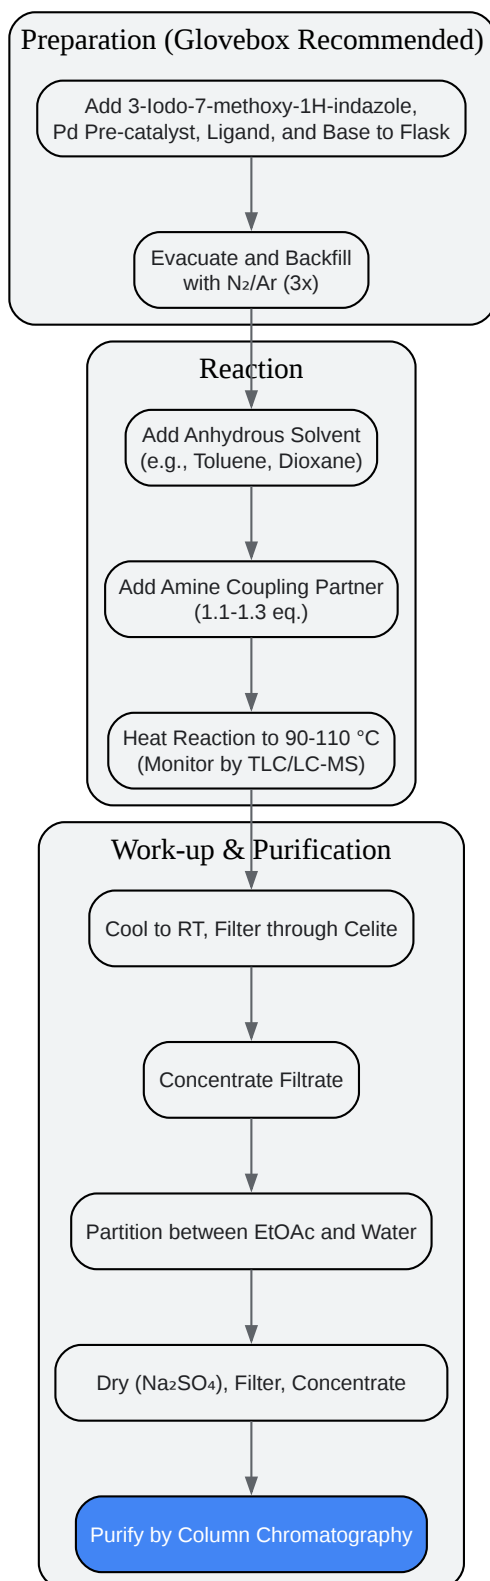 Preparation (Glovebox Recommended)
Add 3-Iodo-7-methoxy-1H-indazole,
Pd Pre-catalyst, Ligand, and Base to Flask
Evacuate and Backfill
with N₂/Ar (3x)
Reaction
Add Anhydrous Solvent
(e.g., Toluene, Dioxane)
Add Amine Coupling Partner
(1.1-1.3 eq.)
Heat Reaction to 90-110 °C
(Monitor by TLC/LC-MS)
Work-up & Purification
Cool to RT, Filter through Celite
Concentrate Filtrate
Partition between EtOAc and Water
Dry (Na₂SO₄), Filter, Concentrate
Purify by Column Chromatography